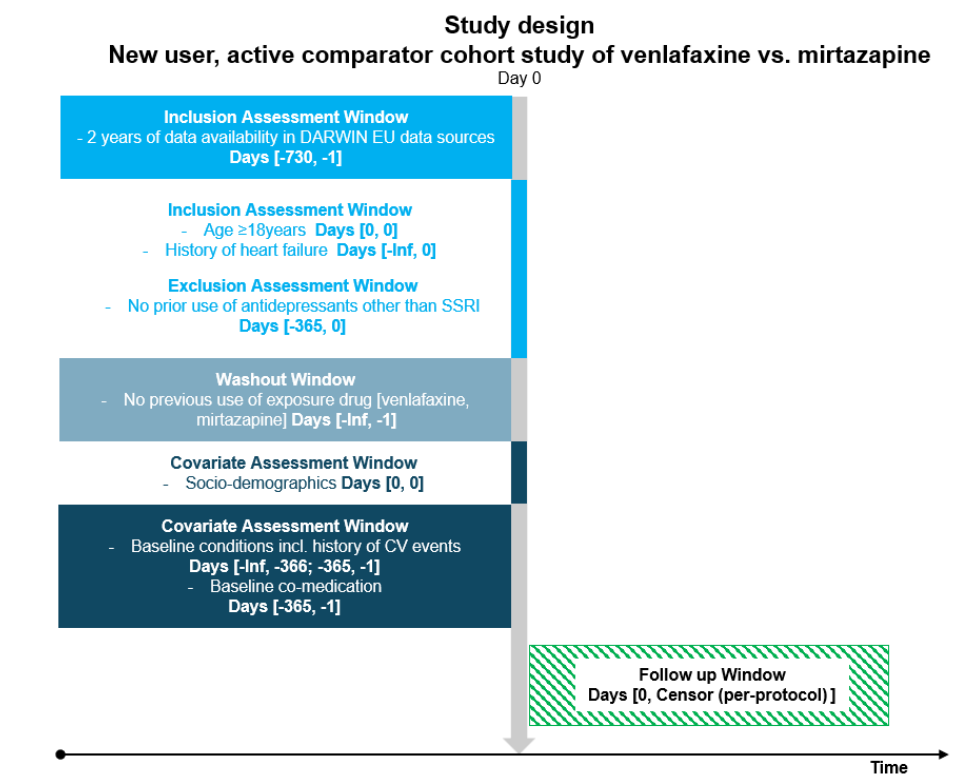 Study design
New user, active comparator cohort study of venlafaxine vs. mirtazapine
Day 0
Inclusion Assessment Window
- 2 years of data availability in DARWIN EU data sources
Days [-730, -1]
Inclusion Assessment Window
- Age ≥18years Days [0, 0]
- History of heart failure Days [-Inf, 0]
Exclusion Assessment Window
- No prior use of antidepressants other than SSRI
Days [-365, 0]
Washout Window
- No previous use of exposure drug [venlafaxine,
mirtazapine] Days [-Inf, -1]
Covariate Assessment Window
- Socio-demographics Days [0, 0]
Covariate Assessment Window
- Baseline conditions incl. history of CV events
Days [-Inf, -366; -365, -1]
- Baseline co-medication
Days [-365, -1]
Follow up Window
Days [0, Censor (per-protocol) ]
Time